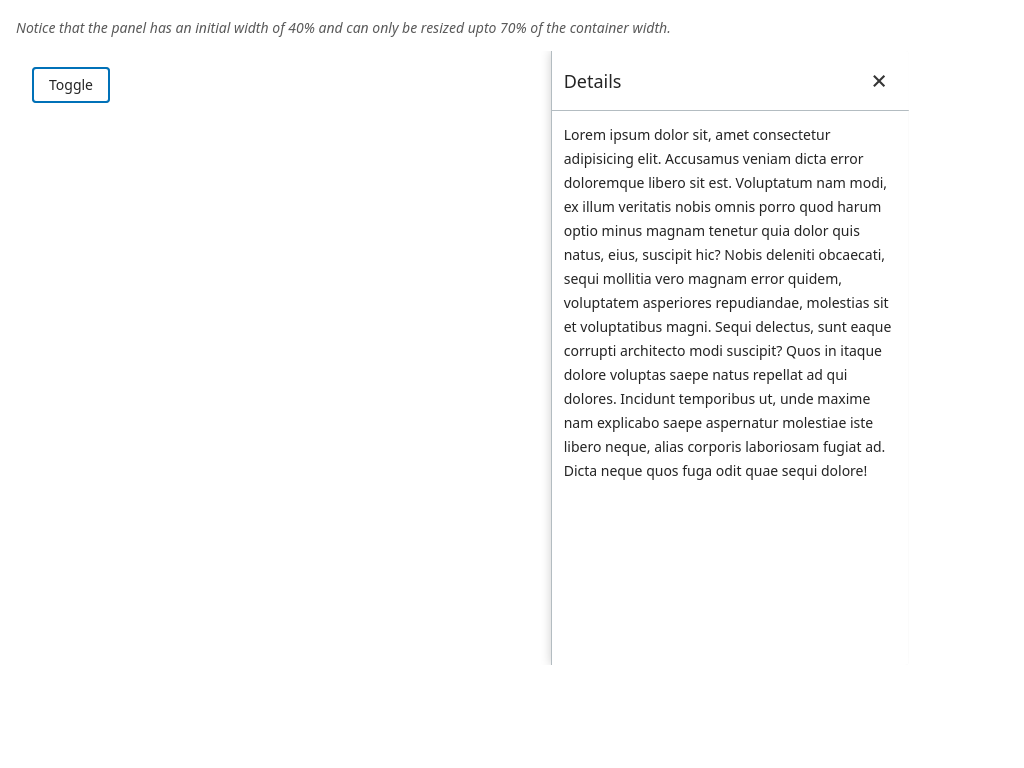 Notice that the panel has an initial width of 40% and can only be resized upto 70% of the container width.
Toggle
Details
Lorem ipsum dolor sit, amet consectetur
adipisicing elit. Accusamus veniam dicta error
doloremque libero sit est. Voluptatum nam modi,
ex illum veritatis nobis omnis porro quod harum
optio minus magnam tenetur quia dolor quis
natus, eius, suscipit hic? Nobis deleniti obcaecati,
sequi mollitia vero magnam error quidem,
voluptatem asperiores repudiandae, molestias sit
et voluptatibus magni. Sequi delectus, sunt eaque
corrupti architecto modi suscipit? Quos in itaque
dolore voluptas saepe natus repellat ad qui
dolores. Incidunt temporibus ut, unde maxime
nam explicabo saepe aspernatur molestiae iste
libero neque, alias corporis laboriosam fugiat ad.
Dicta neque quos fuga odit quae sequi dolore!